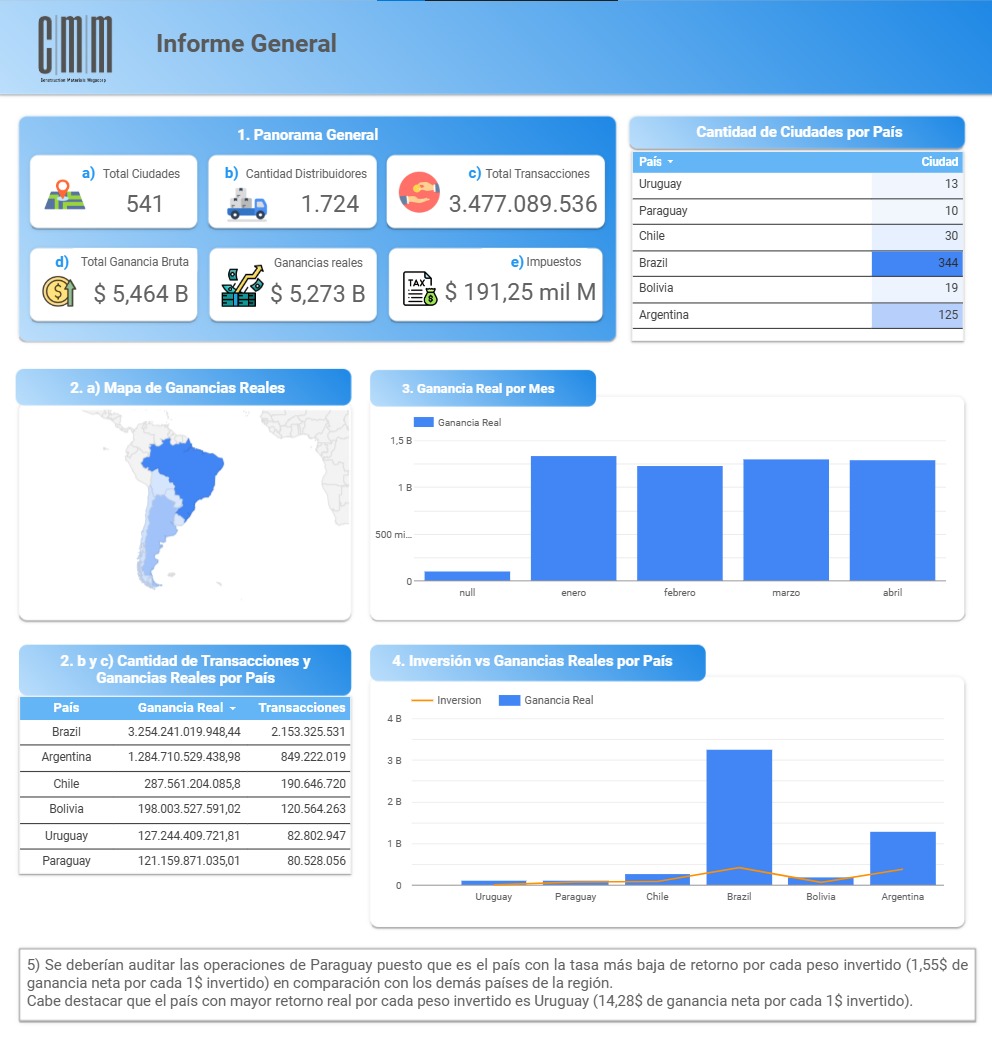 CMM
Construction Materials Megacorp
Informe General
1. Panorama General
a) Total Ciudades
541
b) Cantidad Distribuidores
1.724
c) Total Transacciones
3.477.089.536
d) Total Ganancia Bruta
$ 5,464 B
Ganancias reales
$ 5,273 B
TAX
e) Impuestos
$ 191,25 mil M
Cantidad de Ciudades por País
País Ciudad
Uruguay 13
Paraguay 10
Chile 30
Brazil 344
Bolivia 19
Argentina 125
2. a) Mapa de Ganancias Reales
3. Ganancia Real por Mes
Ganancia Real
1,5 B
1 B
500 mi...
0
null enero febrero marzo abril
2. b y c) Cantidad de Transacciones y
Ganancias Reales por País
País Ganancia Real Transacciones
Brazil 3.254.241.019.948,44 2.153.325.531
Argentina 1.284.710.529.438,98 849.222.019
Chile 287.561.204.085,8 190.646.720
Bolivia 198.003.527.591,02 120.564.263
Uruguay 127.244.409.721,81 82.802.947
Paraguay 121.159.871.035,01 80.528.056
4. Inversión vs Ganancias Reales por País
Inversion Ganancia Real
4 B
3 B
2 B
1 B
0
Uruguay Paraguay Chile Brazil Bolivia Argentina
5) Se deberían auditar las operaciones de Paraguay puesto que es el país con la tasa más baja de retorno por cada peso invertido (1,55$ de
ganancia neta por cada 1$ invertido) en comparación con los demás países de la región.
Cabe destacar que el país con mayor retorno real por cada peso invertido es Uruguay (14,28$ de ganancia neta por cada 1$ invertido).